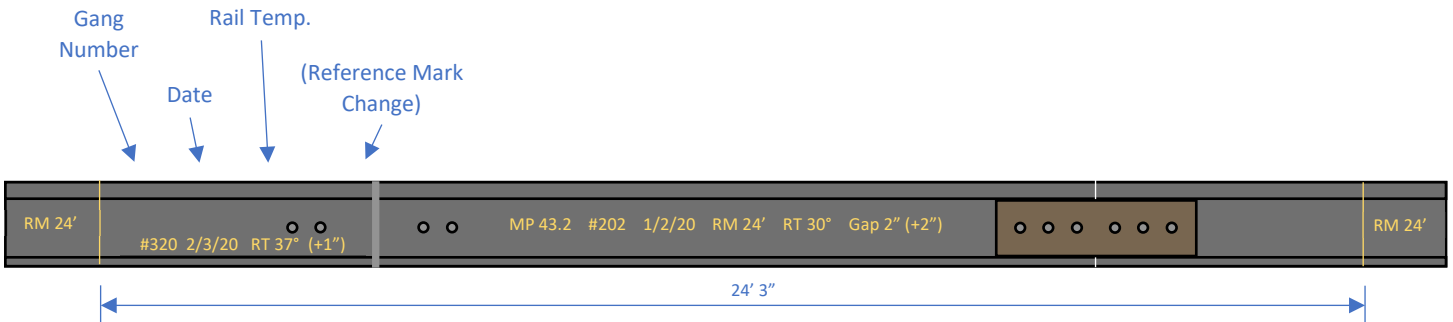 Gang
Number
Rail Temp.
Date
(Reference Mark
Change)
RM 24’
#320 2/3/20 RT 37° (+1”)
MP 43.2 #202 1/2/20 RM 24’ RT 30° Gap 2” (+2”)
RM 24’
24’ 3”